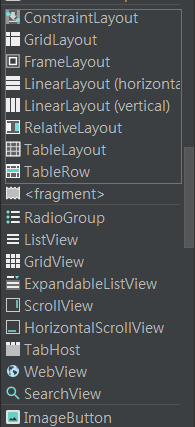 ConstraintLayout
GridLayout
FrameLayout
LinearLayout (horizonta
LinearLayout (vertical)
RelativeLayout
TableLayout
TableRow
<fragment>
RadioGroup
ListView
GridView
ExpandableListView
ScrollView
HorizontalScrollView
TabHost
WebView
SearchView
ImageButton